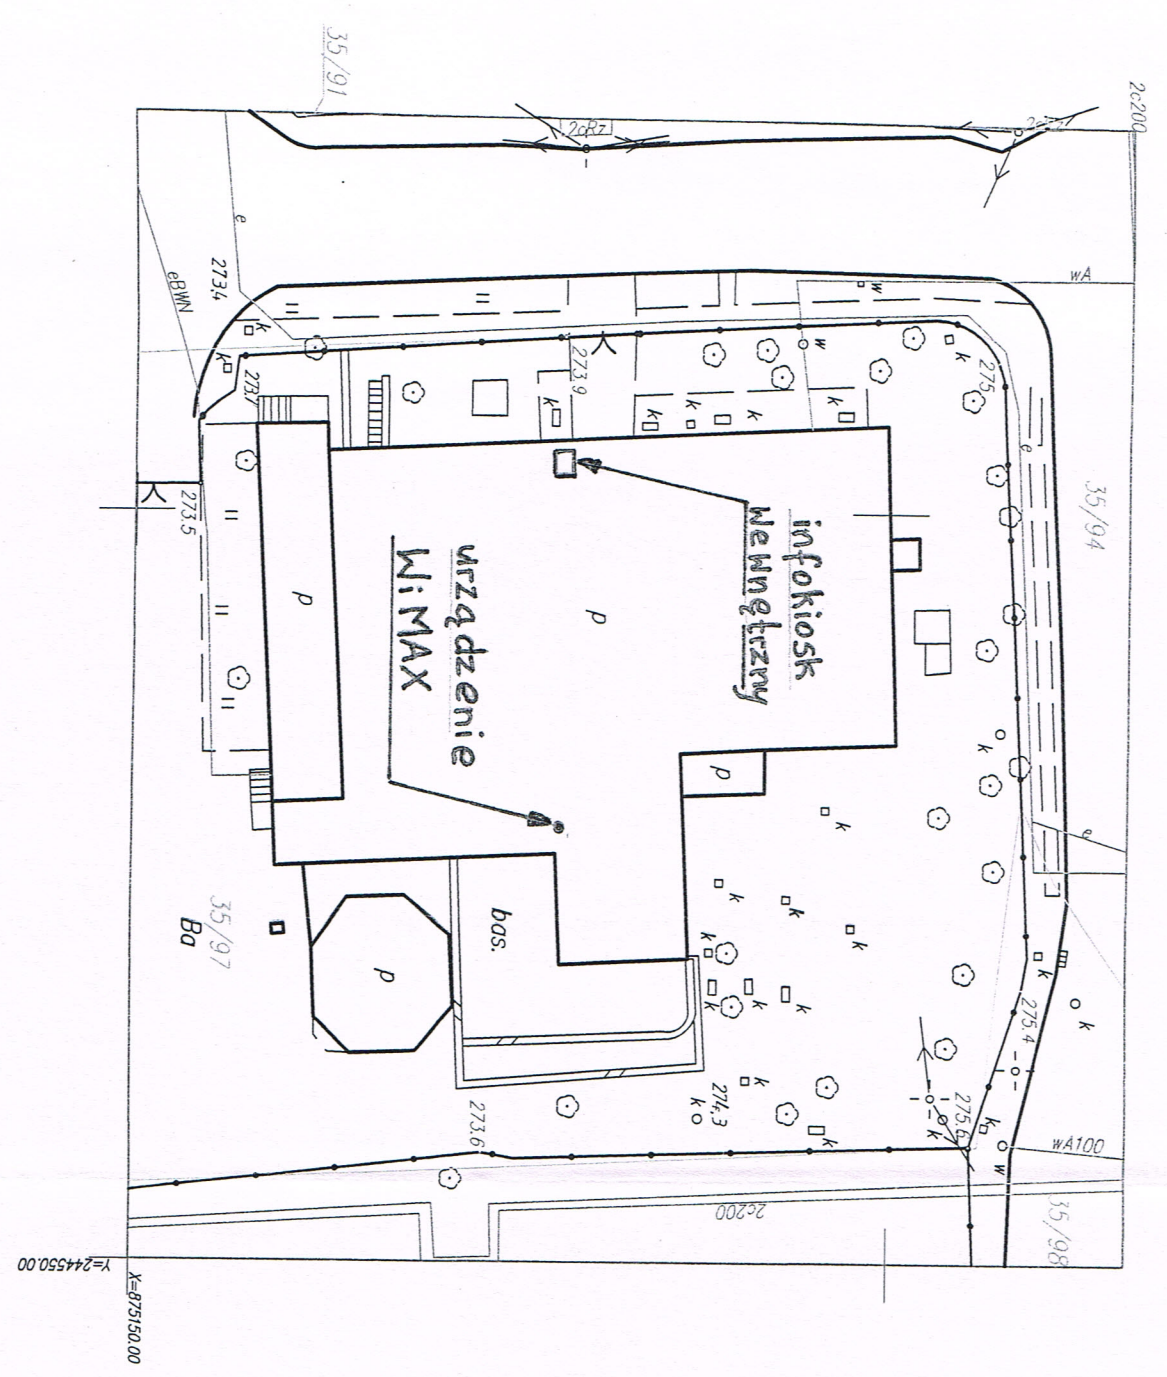 35/91
2cRz
2c200
e
eBWN
273.4
wA
w
k
k
273.7
273.9
w
k
275
k
k
k
k
k
e
35/94
273.5
infokiosk
wewnętrzny
urządzenie
WiMAX
p
p
p
k
k
e
k
k
k
k
k
k
k
k
k
35/97
Ba
p
bas.
275.4
k
k
274,3
k
k
275.6
k
k
w
wA100
273.6
2c200
35/98
Y=244550.00
X=875150.00